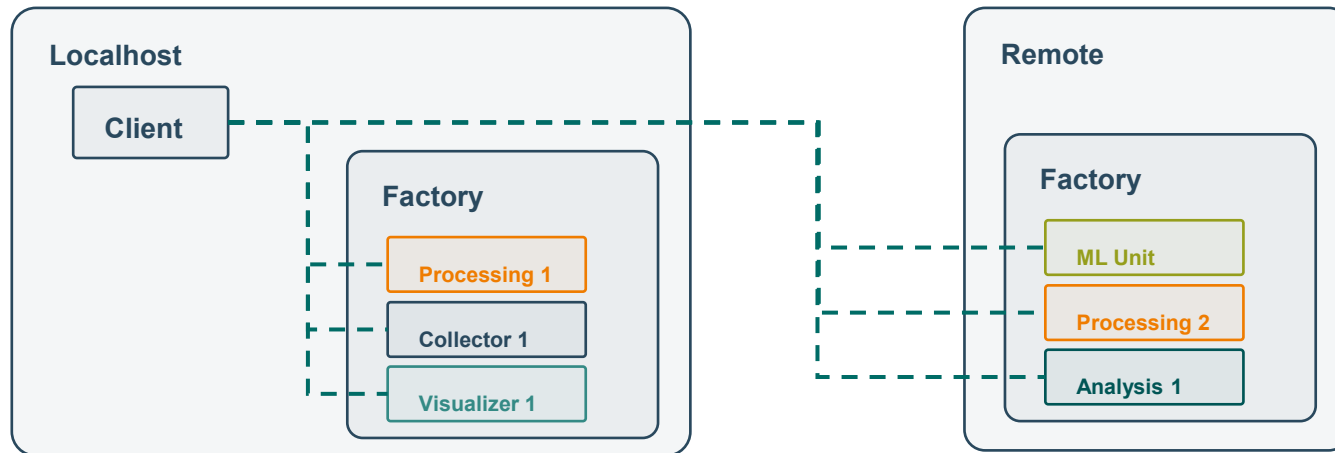 Localhost
Client
Factory
Processing 1
Collector 1
Visualizer 1
Remote
Factory
ML Unit
Processing 2
Analysis 1